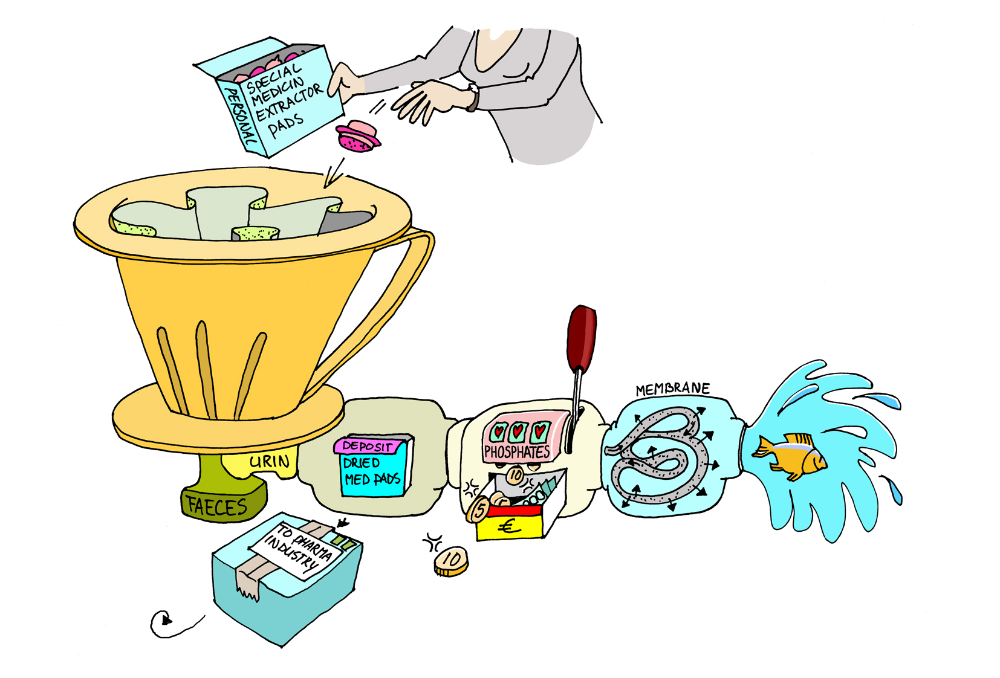 PERSONAL
SPECIAL
MEDICIN
EXTRACTOR
PADS
MEMBRANE
PHOSPHATES
DEPOSIT
DRIED
MED PADS
URIN
FAECES
10
5
€
10
TO PHARMA
INDUSTRY